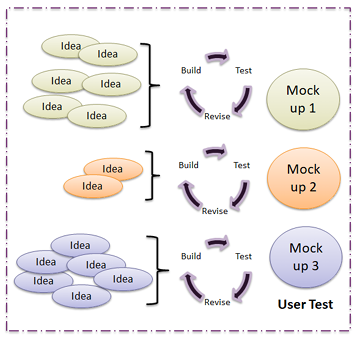 Idea
Idea
Idea
Idea
Idea
Idea
Build
Test
Revise
Mock
up 1
Idea
Idea
Build
Test
Revise
Mock
up 2
Idea
Idea
Idea
Idea
Idea
Idea
Idea
Build
Test
Revise
Mock
up 3
User Test